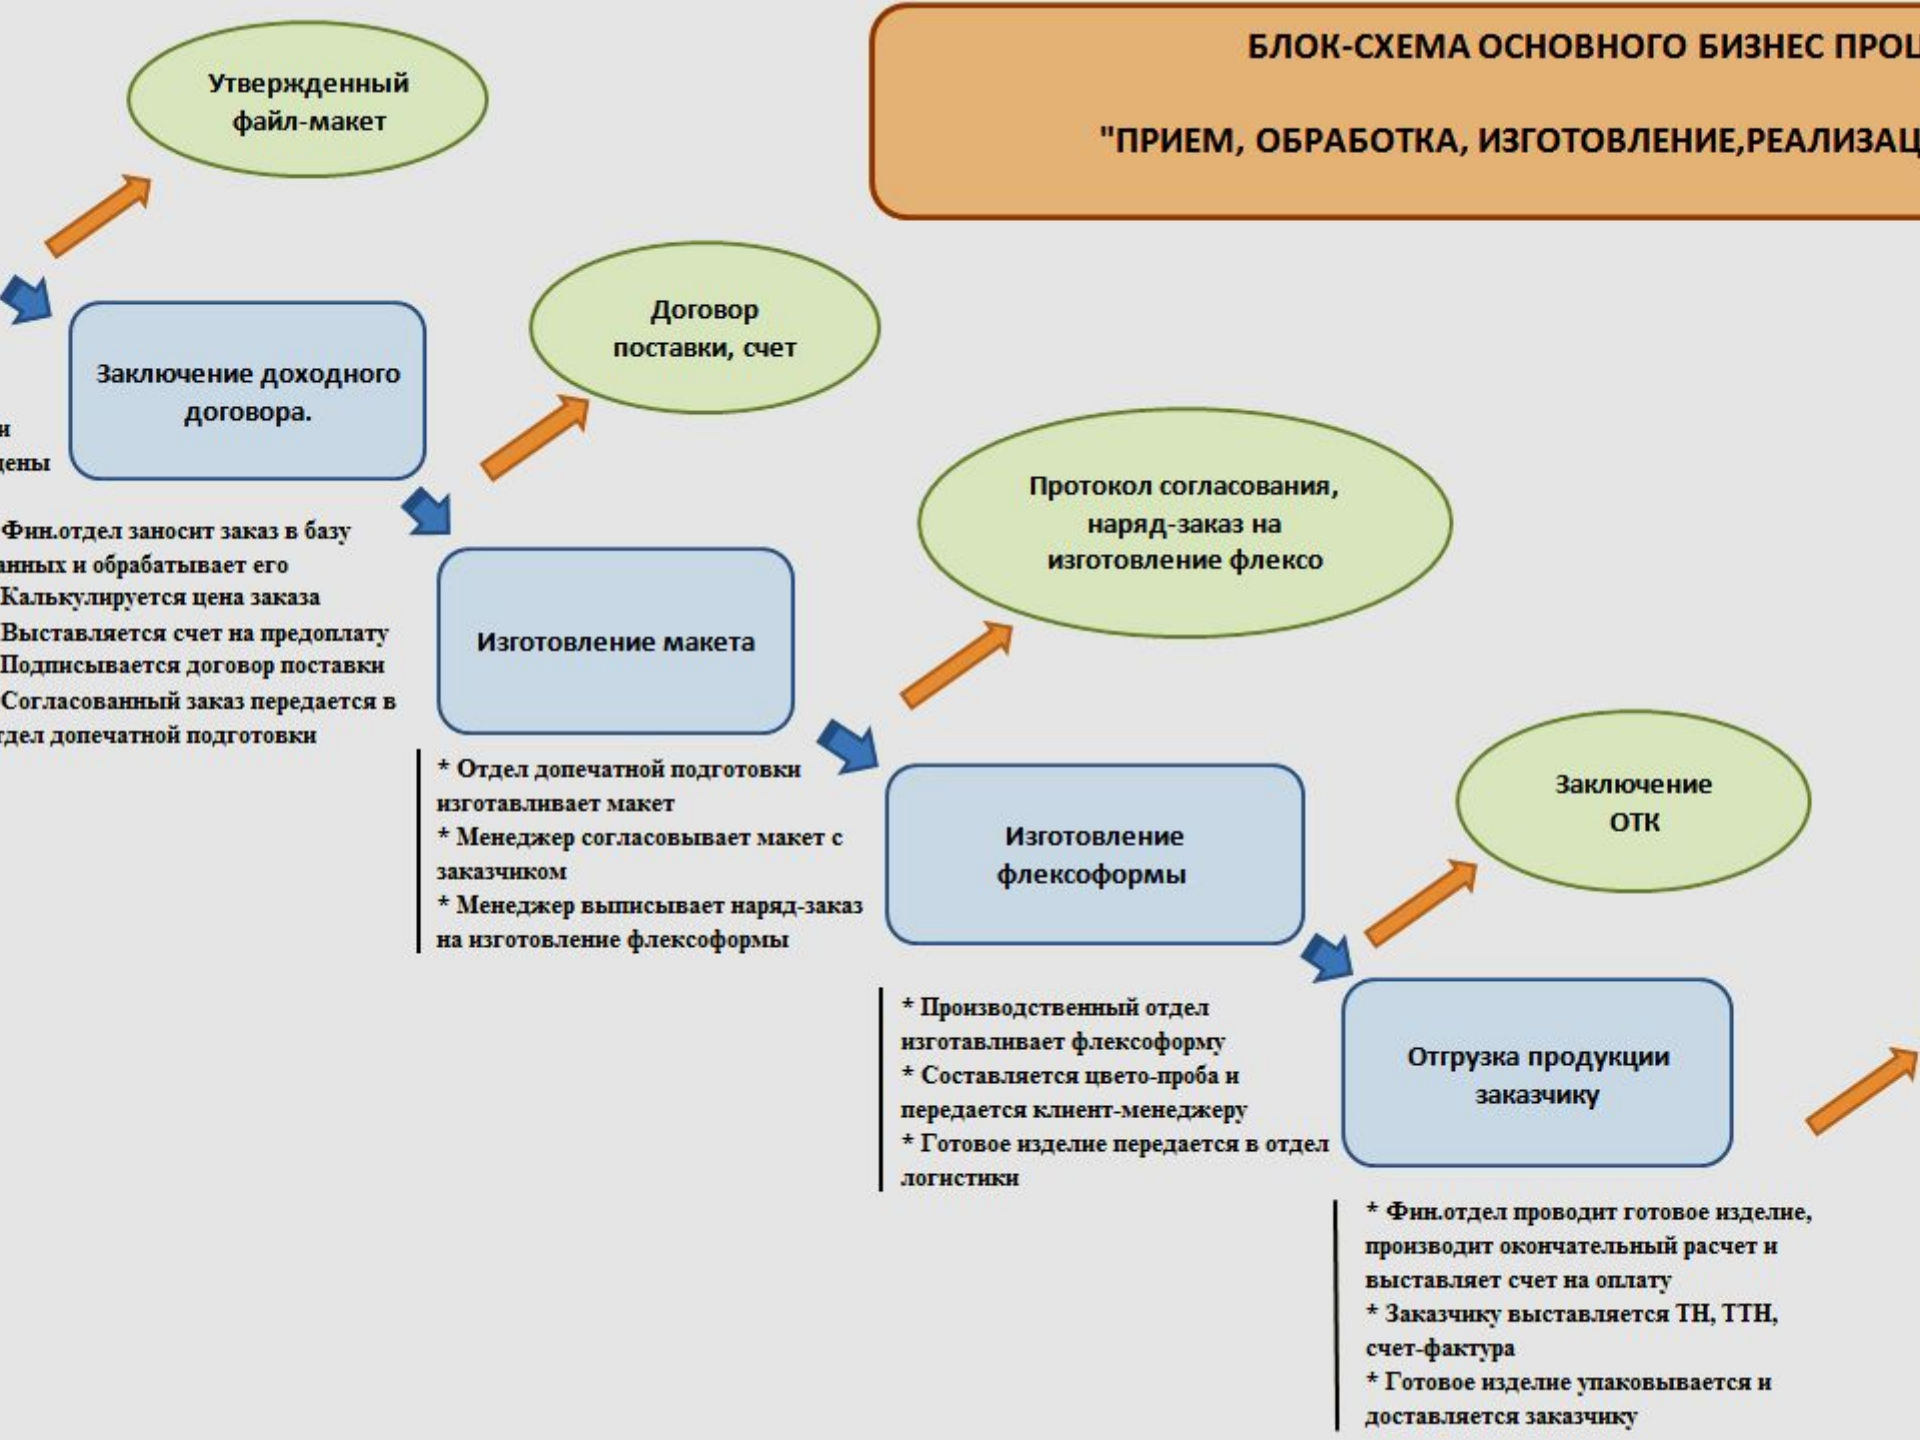 БЛОК-СХЕМА ОСНОВНОГО БИЗНЕС
"ПРИЕМ, ОБРАБОТКА, ИЗГОТОВЛЕНИЕ,
Утвержденный
файл-макет
Заключение доходного
договора.
Фин.отдел заносит заказ в базу
и обрабатывает его
Калькулируется цена заказа
Выставляется счет на предоплату
Подписывается договор поставки
Согласованный заказ передается в
допечатной подготовки
Договор
поставки, счет
Изготовление макета
* Отдел допечатной подготовки
изготавливает макет
* Менеджер согласовывает макет с
заказчиком
* Менеджер выписывает наряд-заказ
на изготовление флексоформы
Протокол согласования,
наряд-заказ на
изготовление флексо
Изготовление
флексоформы
* Производственный отдел
изготавливает флексоформу
* Составляется цвето-проба и
передается клиент-менеджеру
* Готовое изделие передается в отдел
логистики
Заключение
ОТК
Отгрузка продукции
заказчику
* Фин.отдел проводит готовое изделие,
производит окончательный расчет и
выставляет счет на оплату
* Заказчику выставляется ТН, ТТН,
счет-фактура
* Готовое изделие упаковывается и
доставляется заказчику